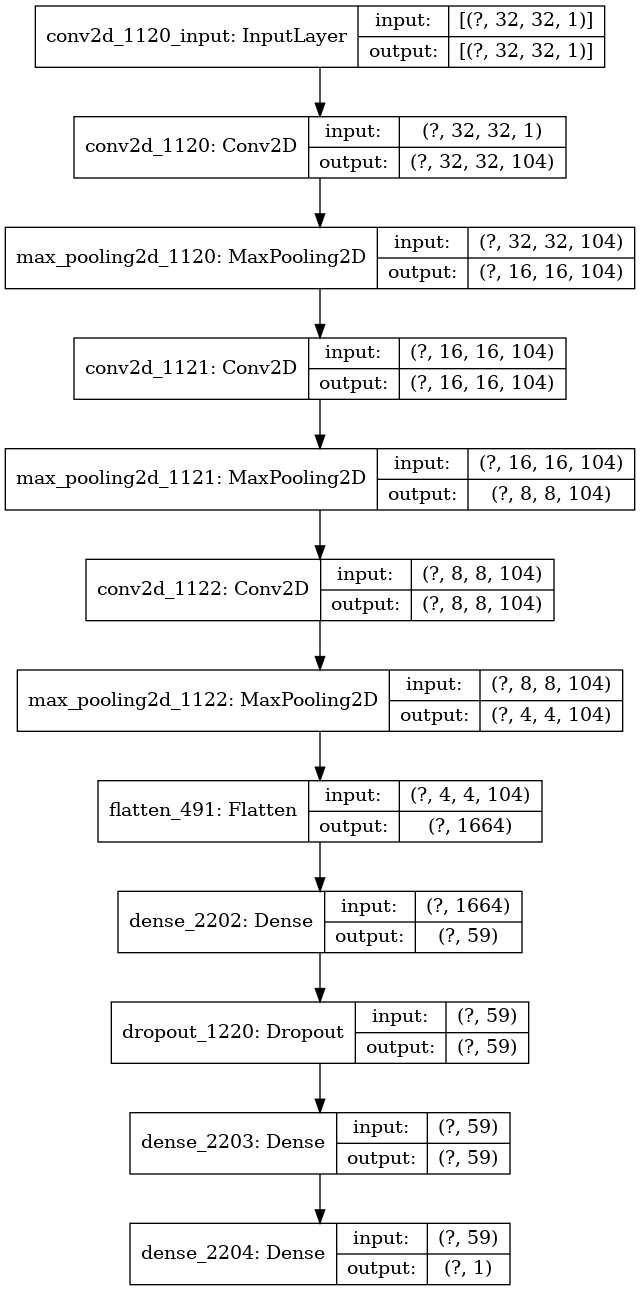 conv2d_1120_input: InputLayer
input: [(?, 32, 32, 1)]
output: [(?, 32, 32, 1)]
conv2d_1120: Conv2D
input: (?, 32, 32, 1)
output: (?, 32, 32, 104)
max_pooling2d_1120: MaxPooling2D
input: (?, 32, 32, 104)
output: (?, 16, 16, 104)
conv2d_1121: Conv2D
input: (?, 16, 16, 104)
output: (?, 16, 16, 104)
max_pooling2d_1121: MaxPooling2D
input: (?, 16, 16, 104)
output: (?, 8, 8, 104)
conv2d_1122: Conv2D
input: (?, 8, 8, 104)
output: (?, 8, 8, 104)
max_pooling2d_1122: MaxPooling2D
input: (?, 8, 8, 104)
output: (?, 4, 4, 104)
flatten_491: Flatten
input: (?, 4, 4, 104)
output: (?, 1664)
dense_2202: Dense
input: (?, 1664)
output: (?, 59)
dropout_1220: Dropout
input: (?, 59)
output: (?, 59)
dense_2203: Dense
input: (?, 59)
output: (?, 59)
dense_2204: Dense
input: (?, 59)
output: (?, 1)